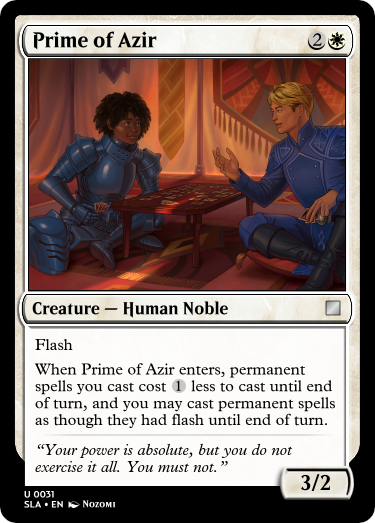 Prime of Azir 2
Creature — Human Noble
Flash
When Prime of Azir enters, permanent
spells you cast cost 1 less to cast until end
of turn, and you may cast permanent spells
as though they had flash until end of turn.
“Your power is absolute, but you do not
exercise it all. You must not.”
3/2
U 0031
SLA • EN Nozomi